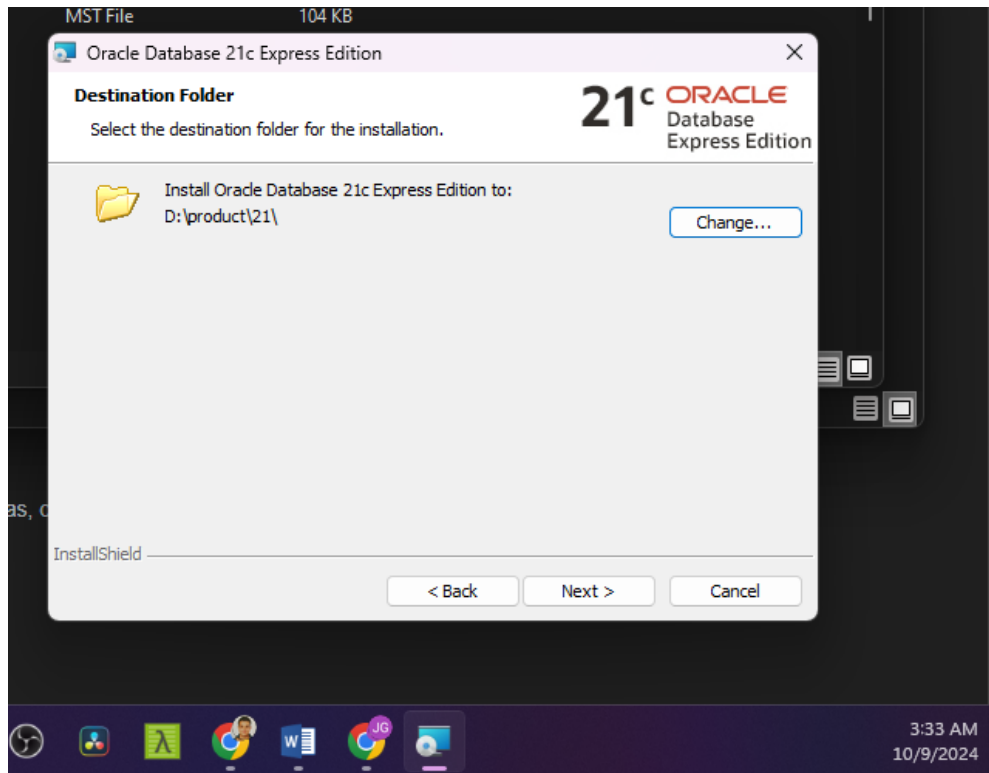 MST File 104 KB
Oracle Database 21c Express Edition
Destination Folder
Select the destination folder for the installation.
21c ORACLE
Database
Express Edition
Install Oracle Database 21c Express Edition to:
D:\product\21\
Change...
as, c
InstallShield
< Back Next > Cancel
λ JG W
3:33 AM
10/9/2024